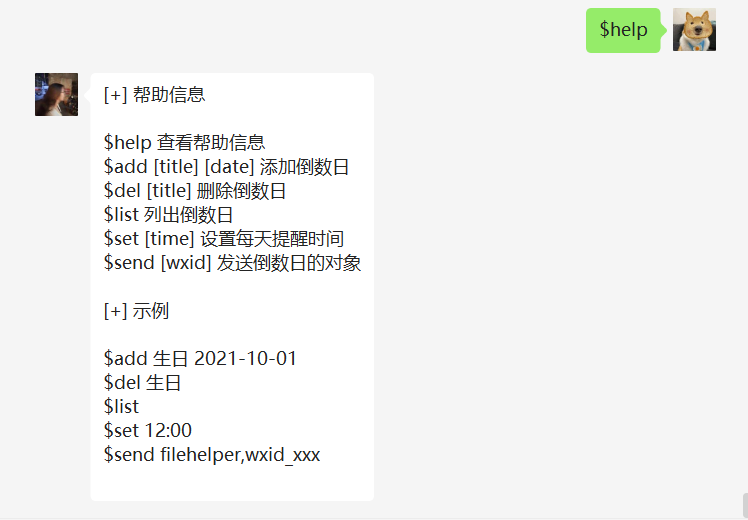 $help
[+] 帮助信息
$help 查看帮助信息
$add [title] [date] 添加倒数日
$del [title] 删除倒数日
$list 列出倒数日
$set [time] 设置每天提醒时间
$send [wxid] 发送倒数日的对象
[+] 示例
$add 生日 2021-10-01
$del 生日
$list
$set 12:00
$send filehelper,wxid_xxx